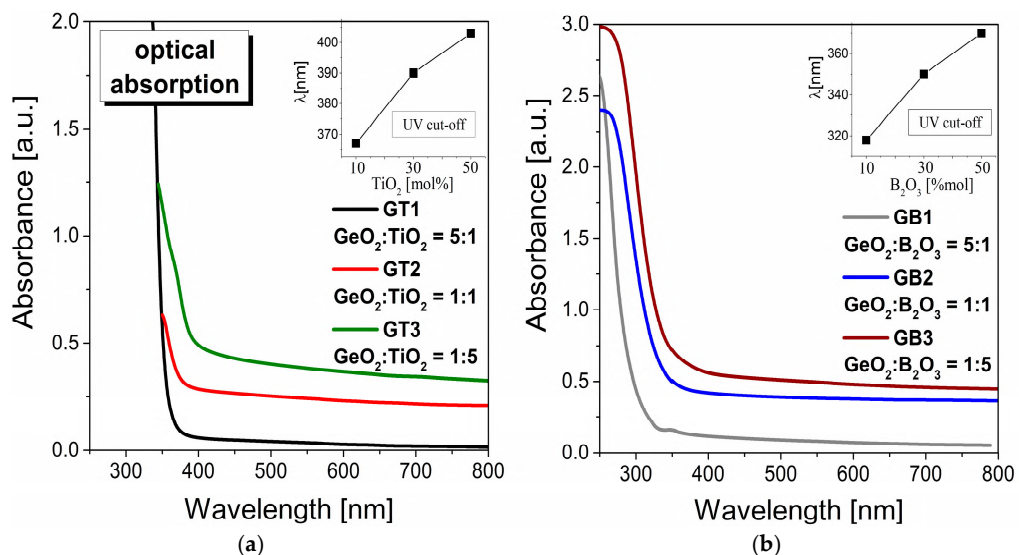 optical
absorption
Absorbance [a.u.]
2.0
1.5
1.0
0.5
0.0
300 400 500 600 700 800
Wavelength [nm]
λ[nm]
400
390
380
370
UV cut-off
10 20 30 40 50
TiO₂ [mol%]
GT1
GeO₂:TiO₂ = 5:1
GT2
GeO₂:TiO₂ = 1:1
GT3
GeO₂:TiO₂ = 1:5
(a)
Absorbance [a.u.]
3.0
2.5
2.0
1.5
1.0
0.5
0.0
300 400 500 600 700 800
Wavelength [nm]
λ[nm]
360
340
320
UV cut-off
10 20 30 40 50
B₂O₃ [%mol]
GB1
GeO₂:B₂O₃ = 5:1
GB2
GeO₂:B₂O₃ = 1:1
GB3
GeO₂:B₂O₃ = 1:5
(b)